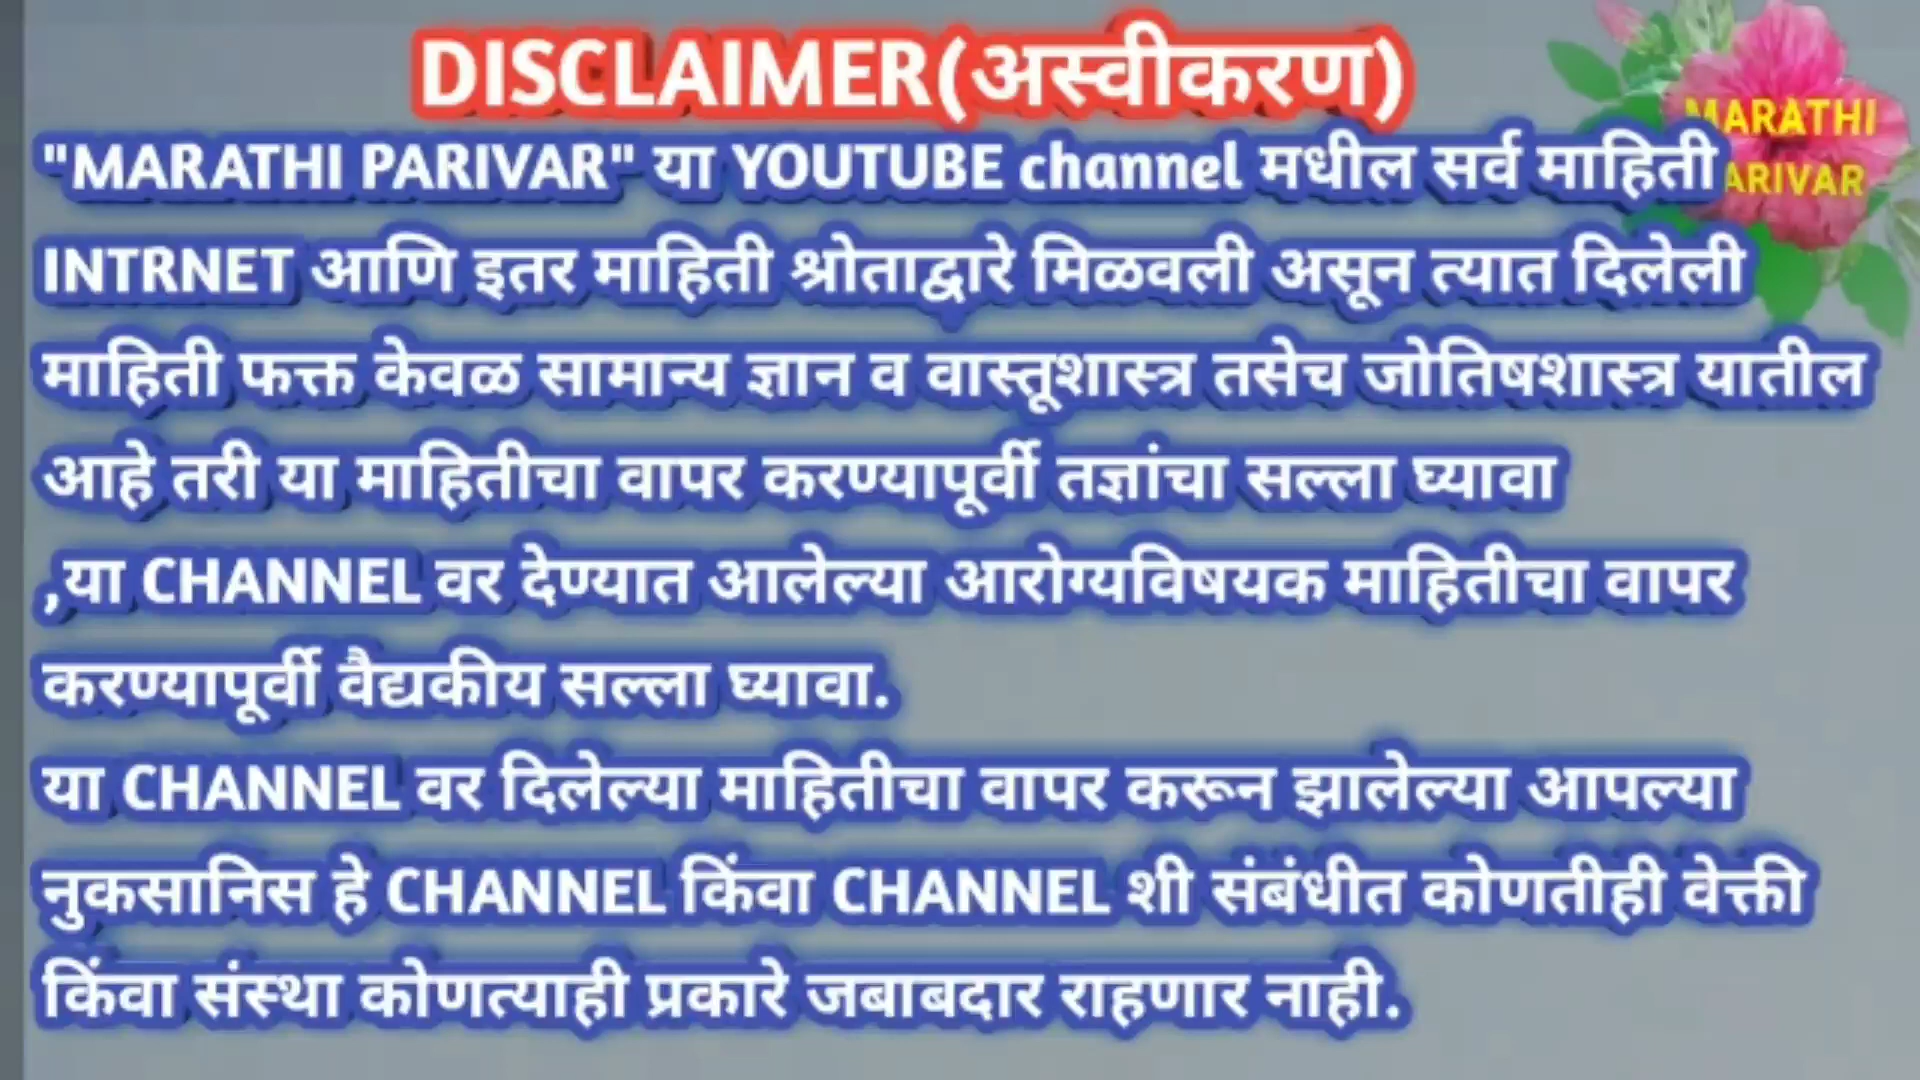 DISCLAIMER(अस्वीकरण)
"MARATHI PARIVAR" या YOUTUBE channel मधील सर्व माहिती
INTRNET आणि इतर माहिती श्रोताद्वारे मिळवली असून त्यात दिलेली
माहिती फक्त केवळ सामान्य ज्ञान व वास्तूशास्त्र तसेच जोतिषशास्त्र यातील
आहे तरी या माहितीचा वापर करण्यापूर्वी तज्ञांचा सल्ला घ्यावा
,या CHANNEL वर देण्यात आलेल्या आरोग्यविषयक माहितीचा वापर
करण्यापूर्वी वैद्यकीय सल्ला घ्यावा.
या CHANNEL वर दिलेल्या माहितीचा वापर करून झालेल्या आपल्या
नुकसानिस हे CHANNEL किंवा CHANNEL शी संबंधीत कोणतीही वेक्ती
किंवा संस्था कोणत्याही प्रकारे जबाबदार राहणार नाही.
MARATHI
ARIVAR